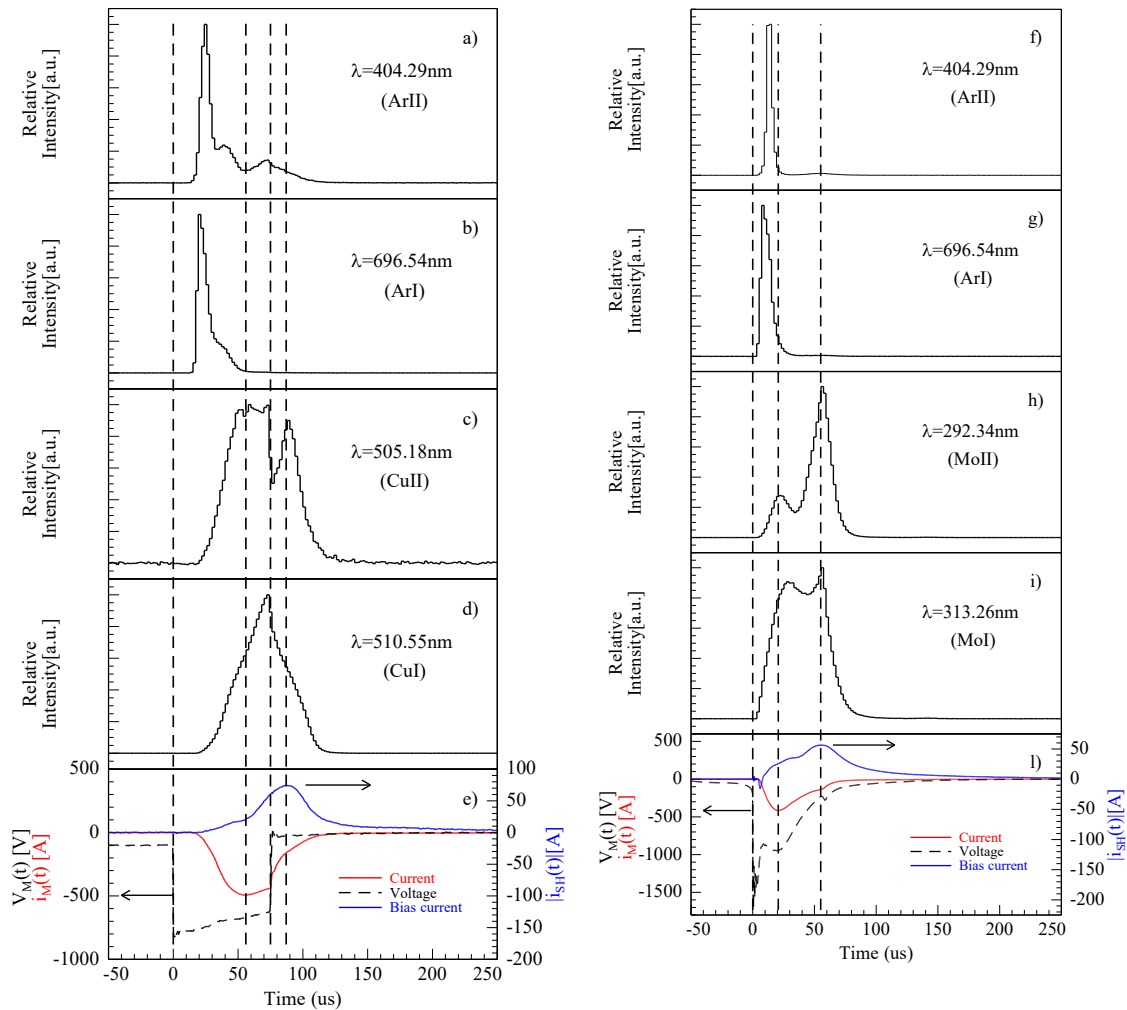 a)
λ=404.29nm
(ArII)
Relative
Intensity[a.u.]
b)
λ=696.54nm
(ArI)
Relative
Intensity[a.u.]
c)
λ=505.18nm
(CuII)
Relative
Intensity[a.u.]
d)
λ=510.55nm
(CuI)
Relative
Intensity[a.u.]
e)
500
0
-500
-1000
V_M(t) [V]
i_M(t) [A]
100
50
0
-50
-100
-150
-200
|i_SH(t)|[A]
Current
Voltage
Bias current
-50 0 50 100 150 200 250
Time (us)
f)
λ=404.29nm
(ArII)
Relative
Intensity[a.u.]
g)
λ=696.54nm
(ArI)
Relative
Intensity[a.u.]
h)
λ=292.34nm
(MoII)
Relative
Intensity[a.u.]
i)
λ=313.26nm
(MoI)
Relative
Intensity[a.u.]
l)
500
0
-500
-1000
-1500
V_M(t) [V]
i_M(t) [A]
50
0
-50
-100
-150
-200
|i_SH(t)|[A]
Current
Voltage
Bias current
-50 0 50 100 150 200 250
Time (us)